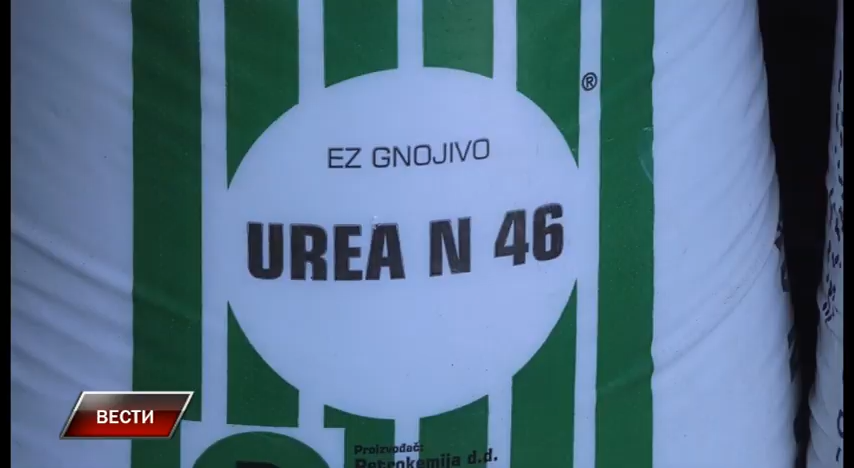 ®
EZ GNOJIVO
UREA N 46
ВЕСТИ
Proizvođač:
Petrokemija d.d.